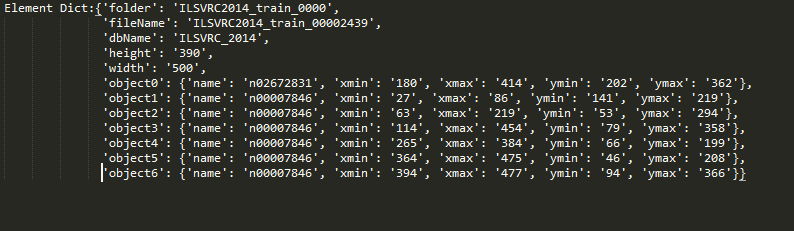 Element Dict:{'folder': 'ILSVRC2014_train_0000',
'fileName': 'ILSVRC2014_train_00002439',
'dbName': 'ILSVRC_2014',
'height': '390',
'width': '500',
'object0': {'name': 'n02672831', 'xmin': '180', 'xmax': '414', 'ymin': '202', 'ymax': '362'},
'object1': {'name': 'n00007846', 'xmin': '27', 'xmax': '86', 'ymin': '141', 'ymax': '219'},
'object2': {'name': 'n00007846', 'xmin': '63', 'xmax': '219', 'ymin': '53', 'ymax': '294'},
'object3': {'name': 'n00007846', 'xmin': '114', 'xmax': '454', 'ymin': '79', 'ymax': '358'},
'object4': {'name': 'n00007846', 'xmin': '265', 'xmax': '384', 'ymin': '66', 'ymax': '199'},
'object5': {'name': 'n00007846', 'xmin': '364', 'xmax': '475', 'ymin': '46', 'ymax': '208'},
'object6': {'name': 'n00007846', 'xmin': '394', 'xmax': '477', 'ymin': '94', 'ymax': '366'}}